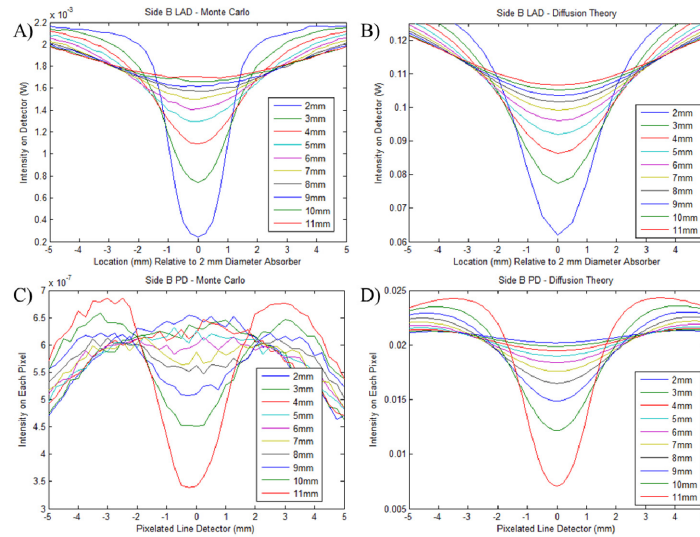 A)
Side B LAD - Monte Carlo
x 10⁻³
2.2
2
1.8
1.6
1.4
1.2
1
0.8
0.6
0.4
0.2
Intensity on Detector (W)
-5 -4 -3 -2 -1 0 1 2 3 4 5
Location (mm) Relative to 2 mm Diameter Absorber
2mm
3mm
4mm
5mm
6mm
7mm
8mm
9mm
10mm
11mm
B)
Side B LAD - Diffusion Theory
0.12
0.11
0.1
0.09
0.08
0.07
0.06
Intensity on Detector (W)
-5 -4 -3 -2 -1 0 1 2 3 4
Location (mm) Relative to 2 mm Diameter Absorber
2mm
3mm
4mm
5mm
6mm
7mm
8mm
9mm
10mm
11mm
C)
Side B PD - Monte Carlo
x 10⁻⁷
7
6.5
6
5.5
5
4.5
4
3.5
3
Intensity on Each Pixel
-5 -4 -3 -2 -1 0 1 2 3 4 5
Pixelated Line Detector (mm)
2mm
3mm
4mm
5mm
6mm
7mm
8mm
9mm
10mm
11mm
D)
Side B PD - Diffusion Theory
0.025
0.02
0.015
0.01
0.005
Intensity on Each Pixel
-5 -4 -3 -2 -1 0 1 2 3 4
Pixelated Line Detector (mm)
2mm
3mm
4mm
5mm
6mm
7mm
8mm
9mm
10mm
11mm